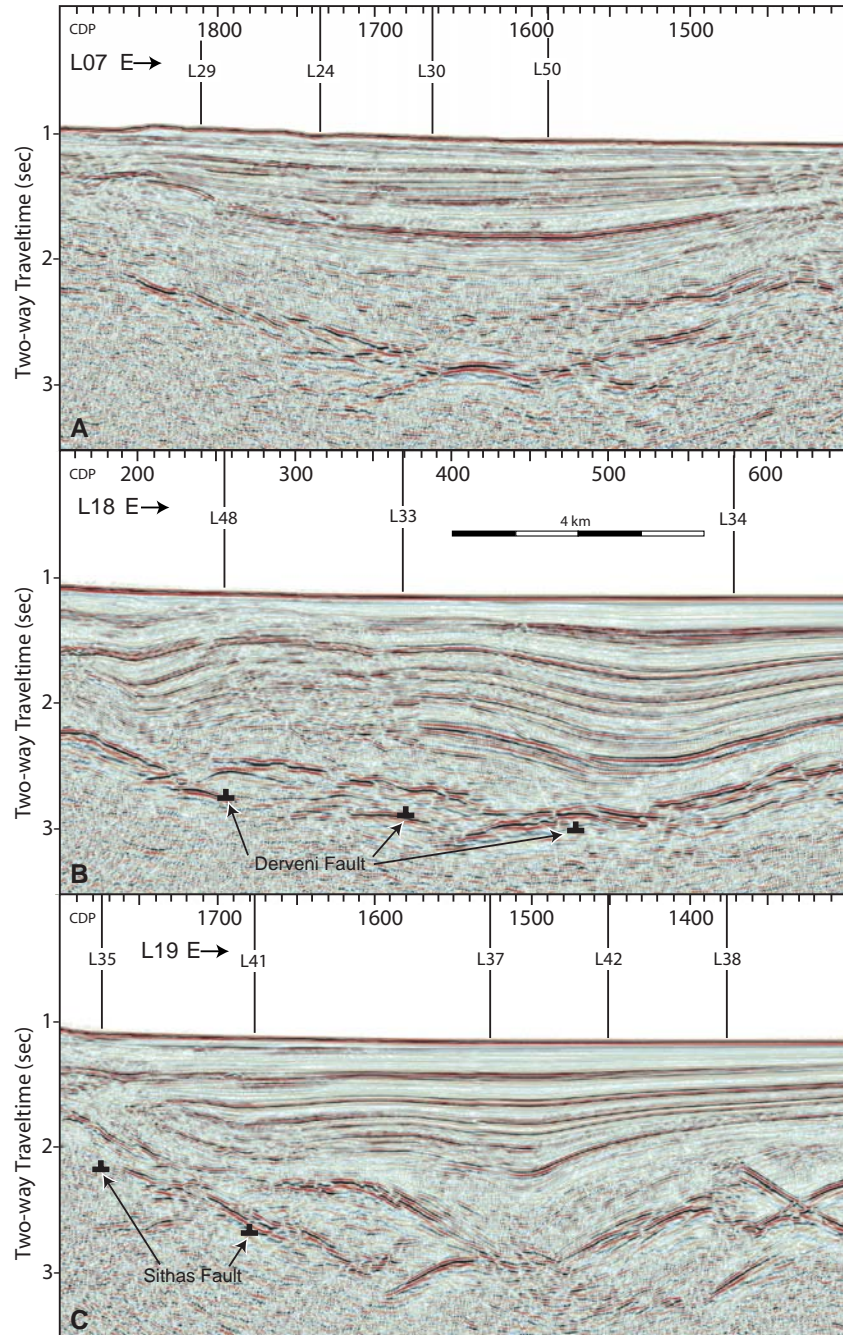 CDP 1800 1700 1600 1500
L07 E→ L29 L24 L30 L50
1
Two-way Traveltime (sec)
2
3
A
CDP 200 300 400 500 600
L18 E→ L48 L33 4 km L34
1
Two-way Traveltime (sec)
2
3
Derveni Fault
B
CDP 1700 1600 1500 1400
L35 L19 E→ L41 L37 L42 L38
1
Two-way Traveltime (sec)
2
3
Sithas Fault
C